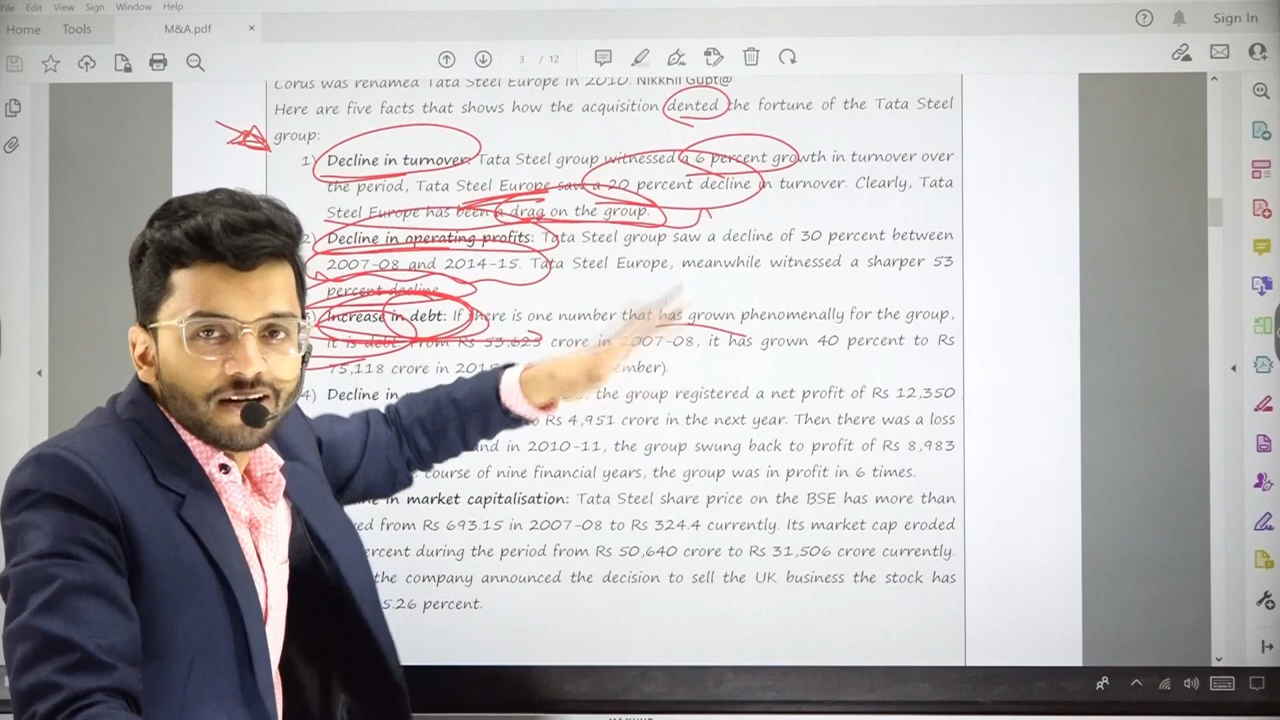 File Edit View Sign Window Help
Home Tools M&A.pdf × Sign In
3 / 12
Corus was renamed Tata Steel Europe in 2010. Nikkhil Gupt@
Here are five facts that shows how the acquisition dented the fortune of the Tata Steel
group:
1) Decline in turnover: Tata Steel group witnessed a 6 percent growth in turnover over
the period, Tata Steel Europe saw a 20 percent decline in turnover. Clearly, Tata
Steel Europe has been a drag on the group.
2) Decline in operating profits: Tata Steel group saw a decline of 30 percent between
2007-08 and 2014-15. Tata Steel Europe, meanwhile witnessed a sharper 53
percent decline.
Increase in debt: If there is one number that has grown phenomenally for the group,
it is debt. From Rs 53,623 crore in 2007-08, it has grown 40 percent to Rs
75,118 crore in 201 ember).
4) Decline in the group registered a net profit of Rs 12,350
Rs 4,951 crore in the next year. Then there was a loss
in 2010-11, the group swung back to profit of Rs 8,983
course of nine financial years, the group was in profit in 6 times.
in market capitalisation: Tata Steel share price on the BSE has more than
from Rs 693.15 in 2007-08 to Rs 324.4 currently. Its market cap eroded
ercent during the period from Rs 50,640 crore to Rs 31,506 crore currently.
the company announced the decision to sell the UK business the stock has
5.26 percent.